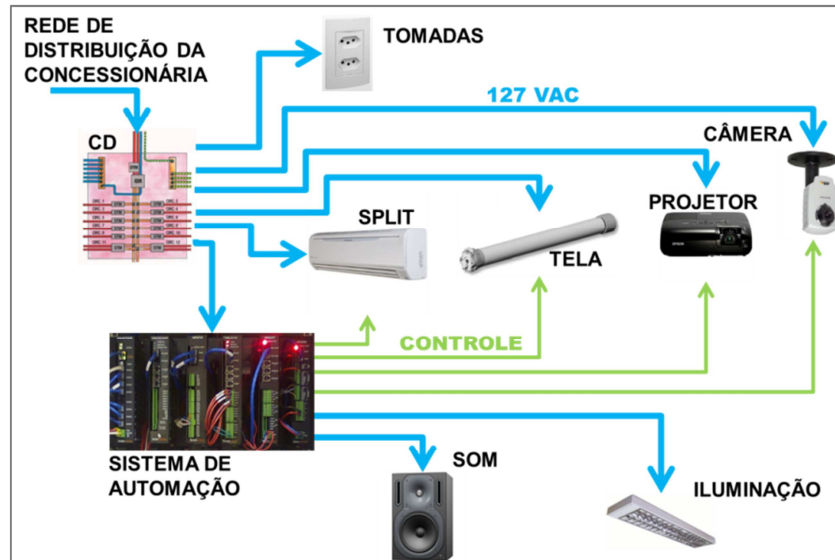 REDE DE
DISTRIBUIÇÃO DA
CONCESSIONÁRIA
TOMADAS
127 VAC
CÂMERA
CD
PROJETOR
SPLIT
TELA
CONTROLE
SISTEMA DE
AUTOMAÇÃO
SOM
ILUMINAÇÃO